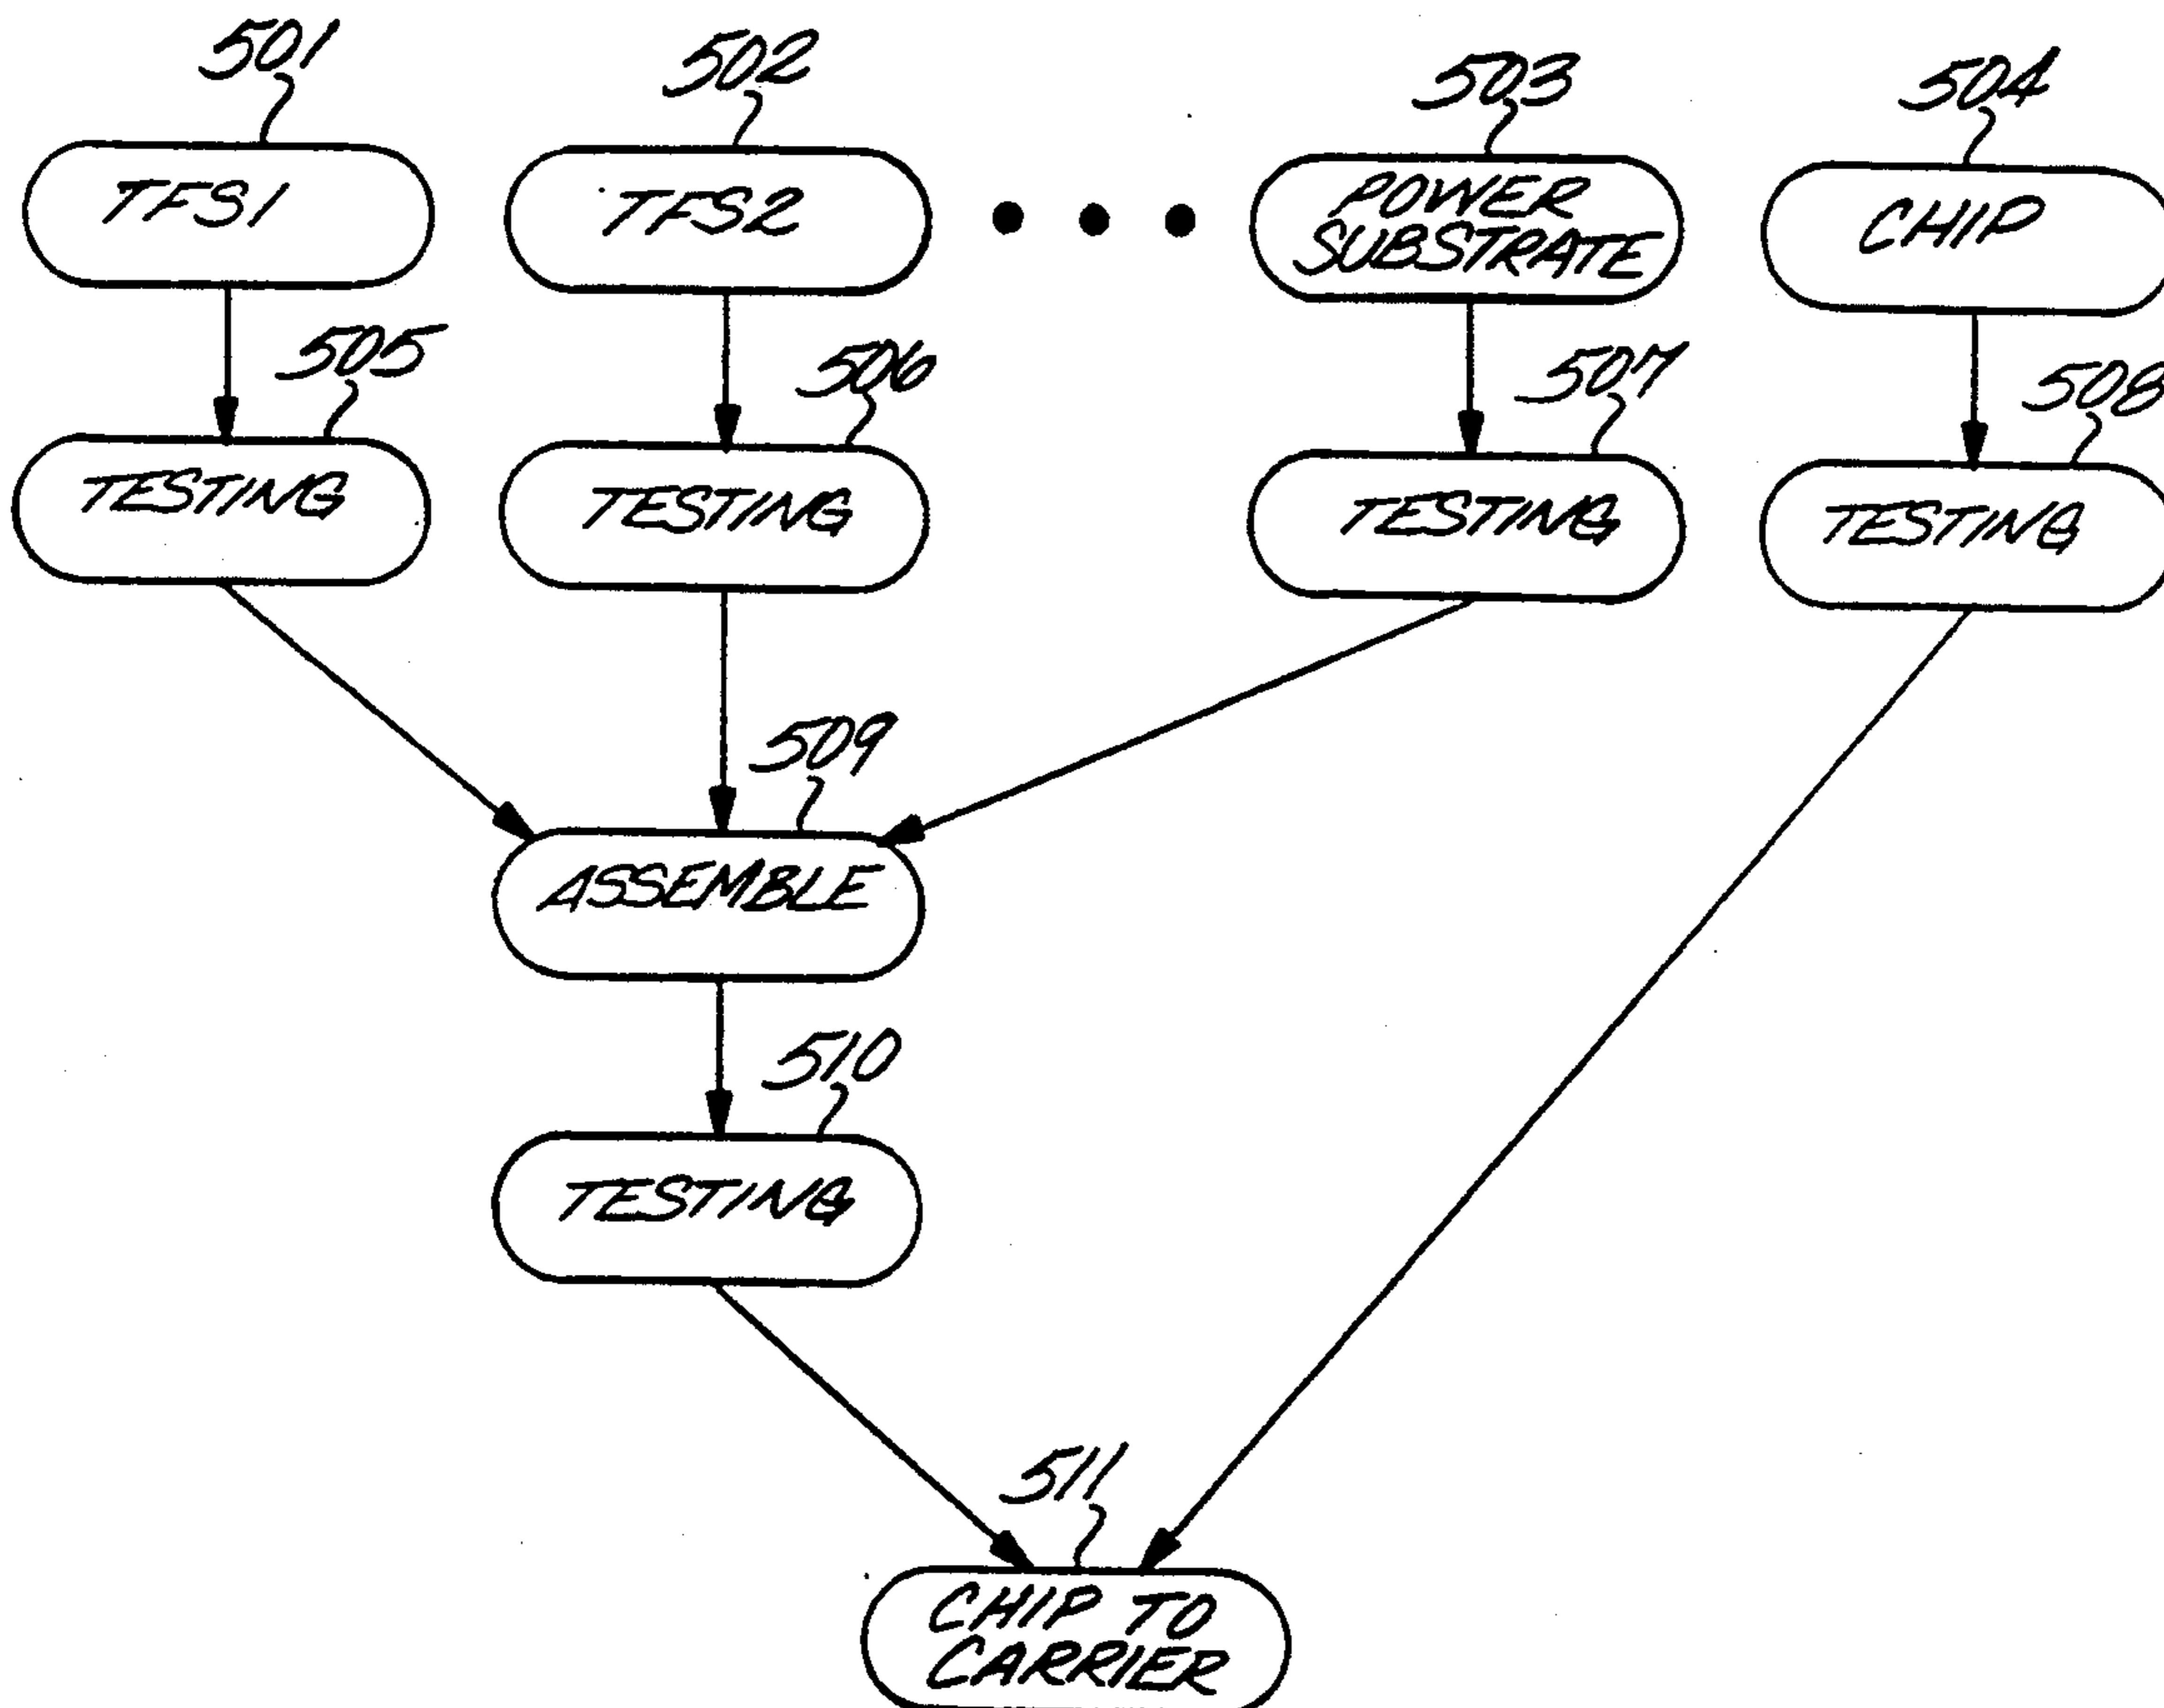 501
502
503
504
TFS1
TFS2
POWER
SUBSTRATE
CHIP
505
506
507
508
TESTING
TESTING
TESTING
TESTING
509
ASSEMBLE
510
TESTING
511
CHIP TO
CARRIER